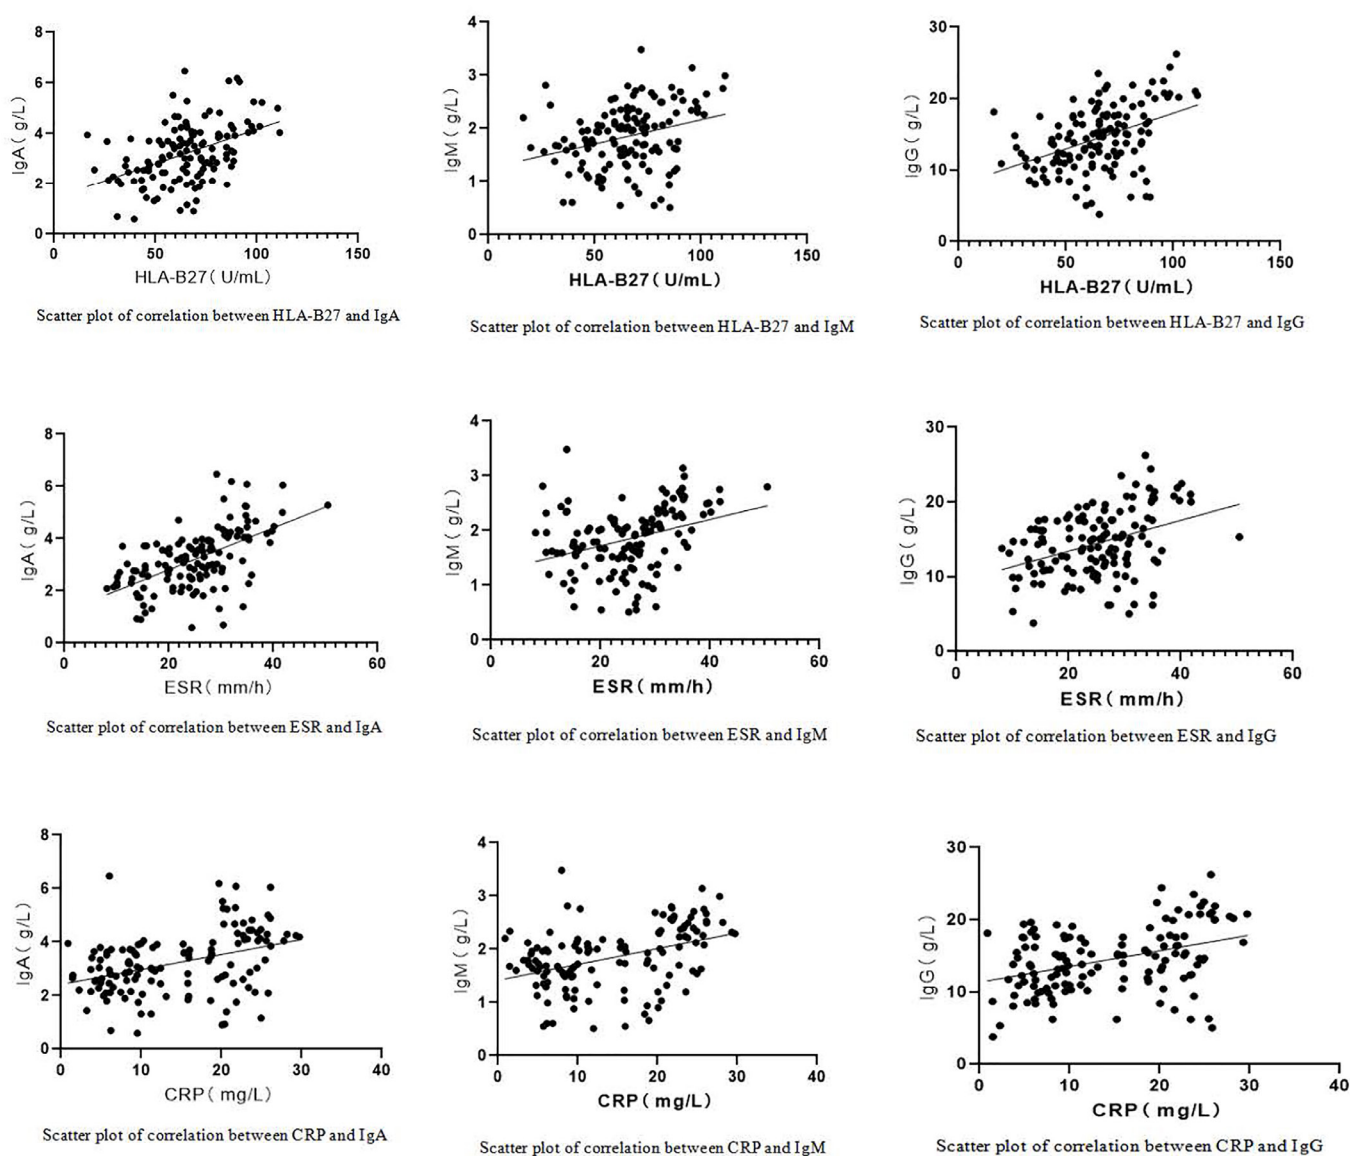 8
6
4
2
0
IgA( g/L)
0 50 100 150
HLA-B27( U/mL)
Scatter plot of correlation between HLA-B27 and IgA
4
3
2
1
0
IgM( g/L)
0 50 100 150
HLA-B27( U/mL)
Scatter plot of correlation between HLA-B27 and IgM
30
20
10
0
IgG( g/L)
0 50 100 150
HLA-B27( U/mL)
Scatter plot of correlation between HLA-B27 and IgG
8
6
4
2
0
IgA( g/L)
0 20 40 60
ESR( mm/h)
Scatter plot of correlation between ESR and IgA
4
3
2
1
0
IgM( g/L)
0 20 40 60
ESR( mm/h)
Scatter plot of correlation between ESR and IgM
30
20
10
0
IgG( g/L)
0 20 40 60
ESR( mm/h)
Scatter plot of correlation between ESR and IgG
8
6
4
2
0
IgA( g/L)
0 10 20 30 40
CRP( mg/L)
Scatter plot of correlation between CRP and IgA
4
3
2
1
0
IgM( g/L)
0 10 20 30 40
CRP( mg/L)
Scatter plot of correlation between CRP and IgM
30
20
10
0
IgG( g/L)
0 10 20 30 40
CRP( mg/L)
Scatter plot of correlation between CRP and IgG